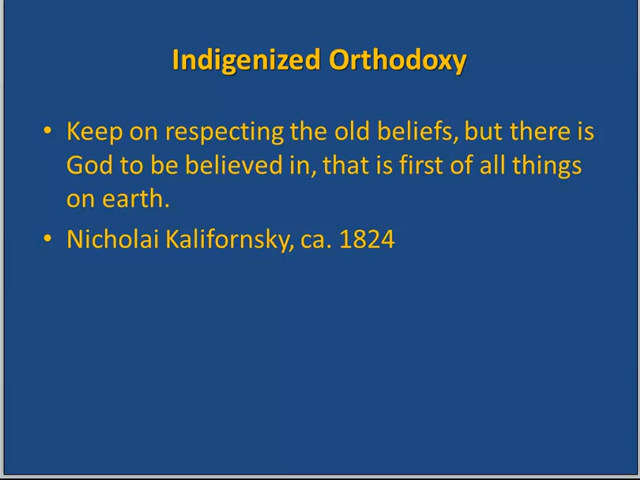 Indigenized Orthodoxy
• Keep on respecting the old beliefs, but there is
God to be believed in, that is first of all things
on earth.
• Nicholai Kalifornsky, ca. 1824